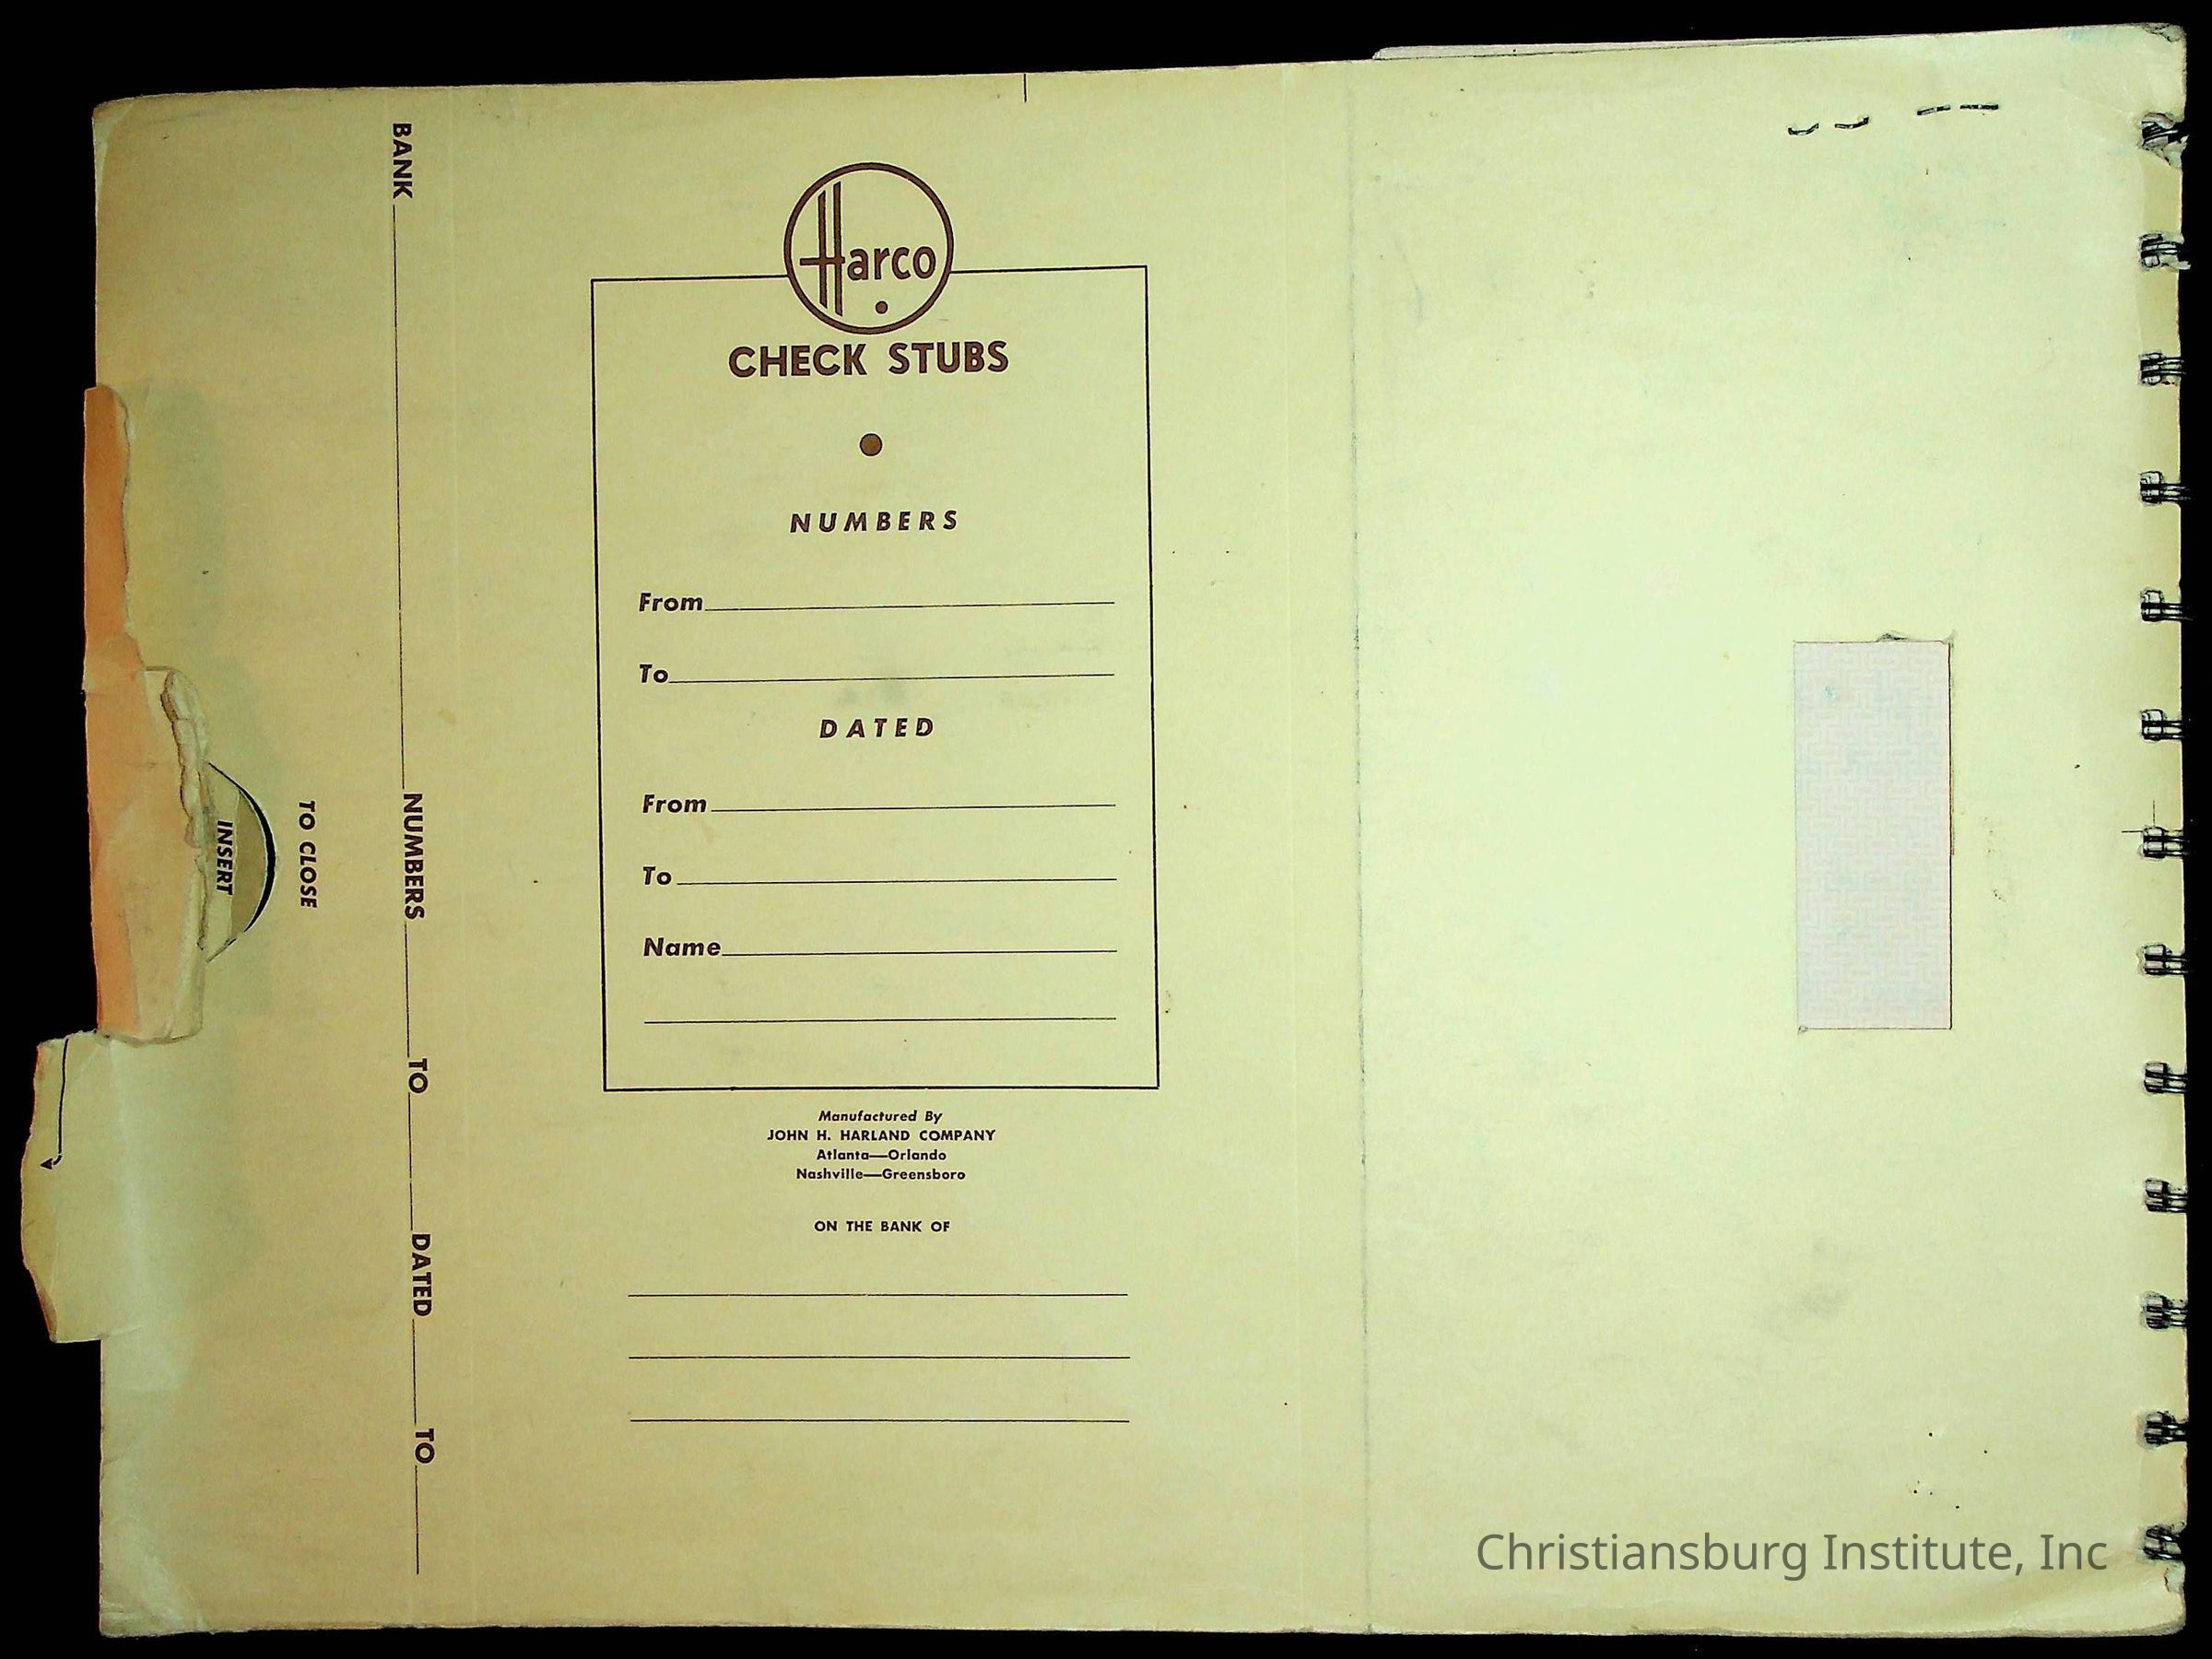 BANK NUMBERS TO DATED TO
TO CLOSE
INSERT
Harco
CHECK STUBS
NUMBERS
From
To
DATED
From
To
Name
Manufactured By
JOHN H. HARLAND COMPANY
Atlanta—Orlando
Nashville—Greensboro
ON THE BANK OF
Christiansburg Institute, Inc